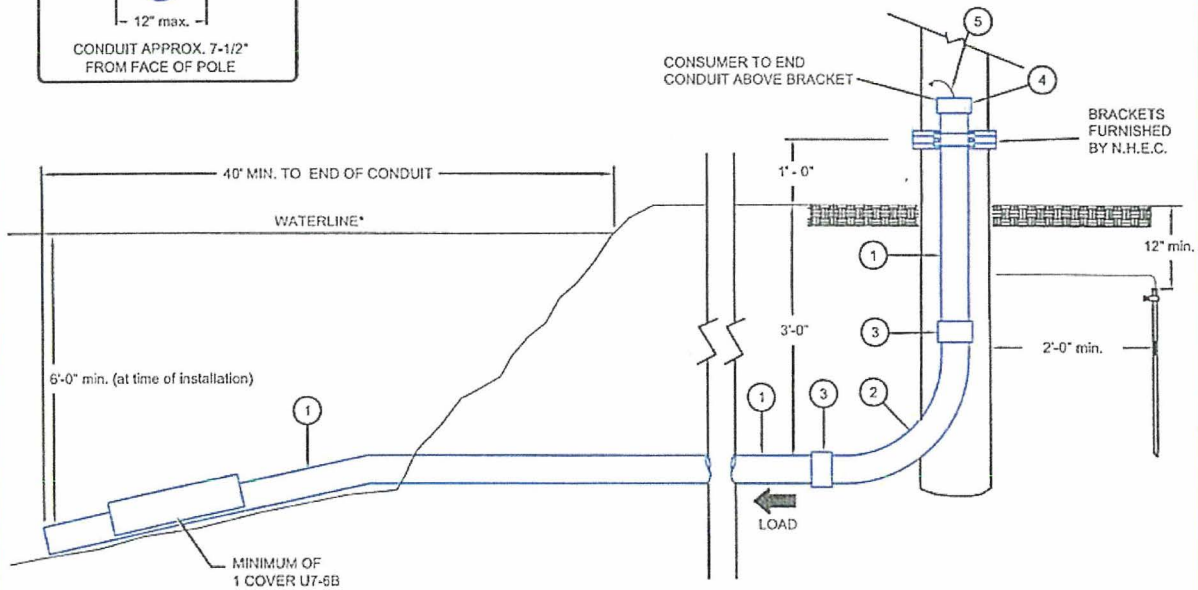 12" max.
CONDUIT APPROX. 7-1/2"
FROM FACE OF POLE
5
CONSUMER TO END
CONDUIT ABOVE BRACKET
4
BRACKETS
FURNISHED
BY N.H.E.C.
40' MIN. TO END OF CONDUIT
1'-0"
WATERLINE*
12" min.
1
3'-0"
3
2'-0" min.
6'-0" min. (at time of installation)
1
1
3
2
LOAD
MINIMUM OF
1 COVER U7-6B